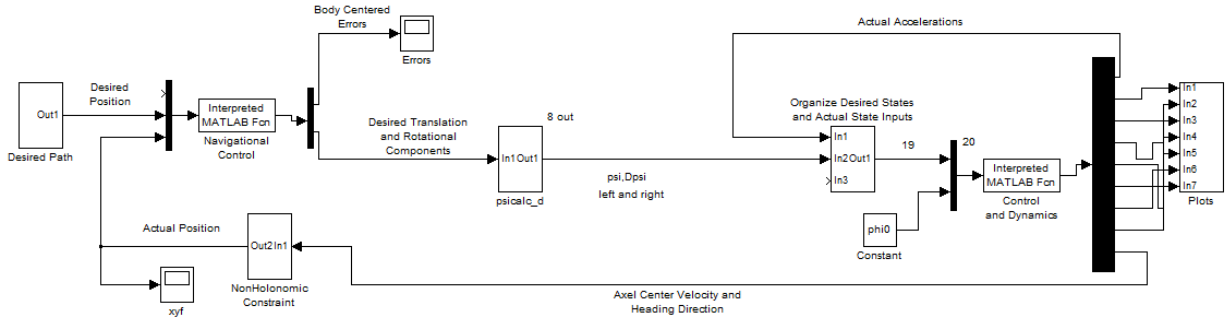 Body Centered
Errors
Errors
Actual Accelerations
Desired
Position
Out1
Desired Path
Interpreted
MATLAB Fcn
Navigational
Control
Desired Translation
and Rotational
Components
8 out
In1 Out1
psicalc_d
psi,Dpsi
left and right
Organize Desired States
and Actual State Inputs
In1
In2 Out1
In3
19
20
phi0
Constant
Interpreted
MATLAB Fcn
Control
and Dynamics
In1
In2
In3
In4
In5
In6
In7
Plots
Actual Position
xyf
Out2 In1
NonHolonomic
Constraint
Axel Center Velocity and
Heading Direction